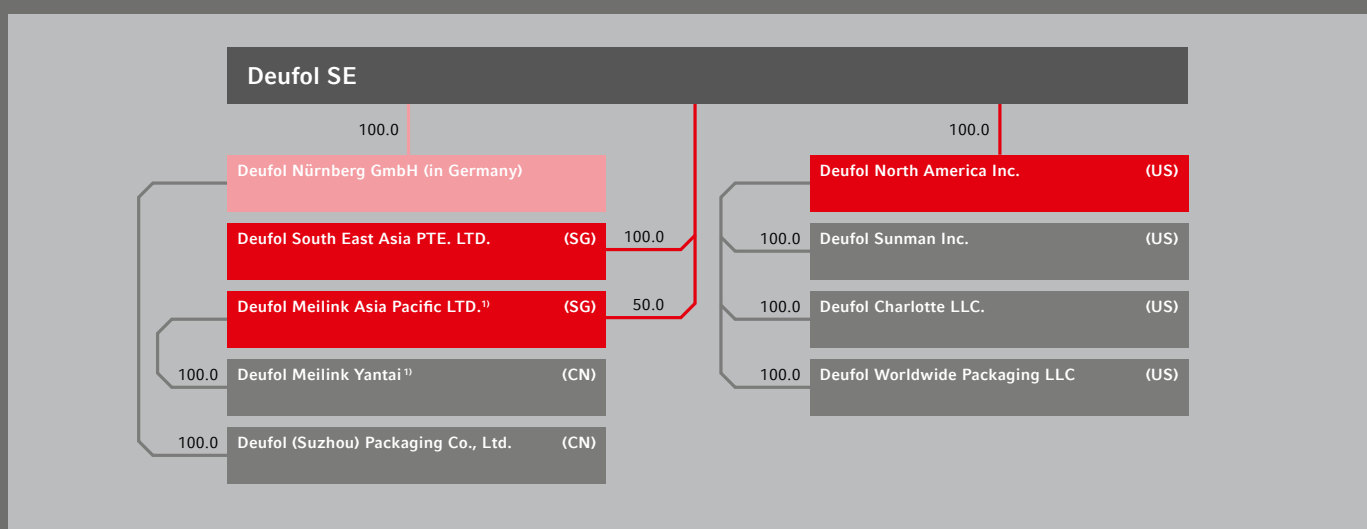 Deufol SE
100.0
100.0
Deufol Nürnberg GmbH (in Germany)
Deufol North America Inc. (US)
Deufol South East Asia PTE. LTD. (SG)
100.0
100.0
Deufol Sunman Inc. (US)
Deufol Meilink Asia Pacific LTD.¹⁾ (SG)
50.0
100.0
Deufol Charlotte LLC. (US)
100.0
Deufol Meilink Yantai¹⁾ (CN)
100.0
Deufol Worldwide Packaging LLC (US)
100.0
Deufol (Suzhou) Packaging Co., Ltd. (CN)